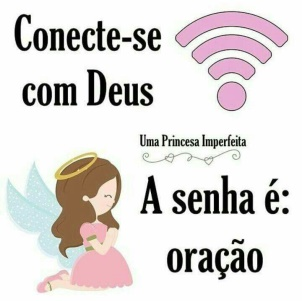 Conecte-se
com Deus
Uma Princesa Imperfeita
A senha é:
oração